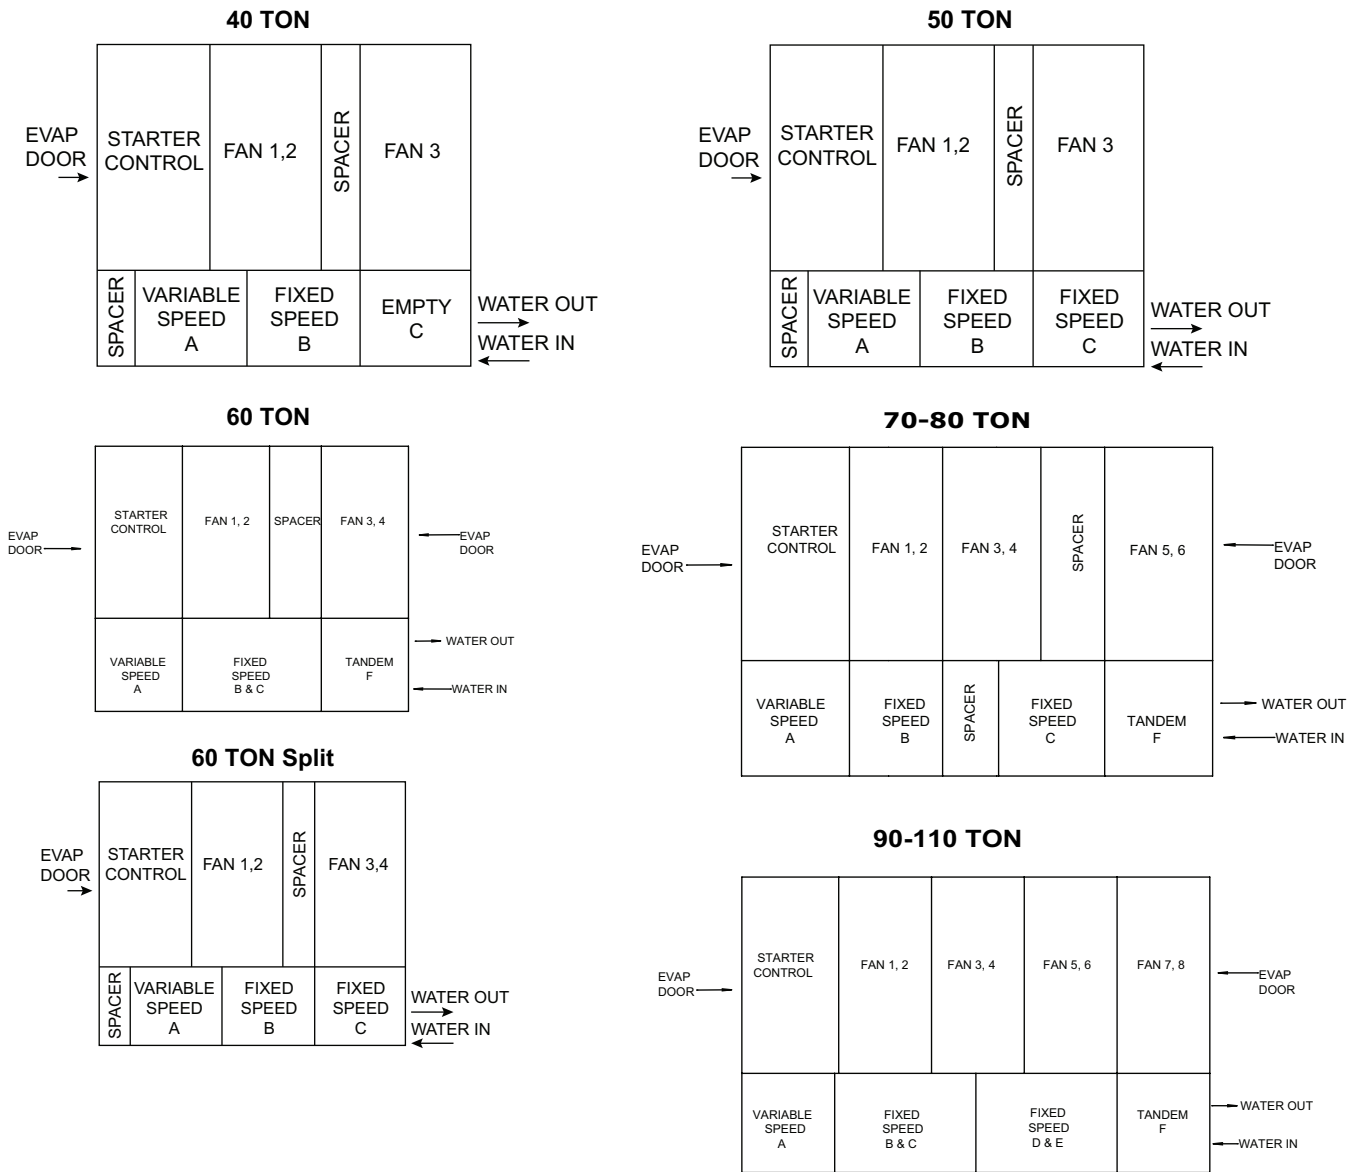 40 TON
EVAP
DOOR
STARTER
CONTROL
FAN 1,2
SPACER
FAN 3
SPACER
VARIABLE
SPEED
A
FIXED
SPEED
B
EMPTY
C
WATER OUT
WATER IN
50 TON
EVAP
DOOR
STARTER
CONTROL
FAN 1,2
SPACER
FAN 3
SPACER
VARIABLE
SPEED
A
FIXED
SPEED
B
FIXED
SPEED
C
WATER OUT
WATER IN
60 TON
EVAP
DOOR
STARTER
CONTROL
FAN 1, 2
SPACER
FAN 3, 4
EVAP
DOOR
VARIABLE
SPEED
A
FIXED
SPEED
B & C
TANDEM
F
WATER OUT
WATER IN
70-80 TON
EVAP
DOOR
STARTER
CONTROL
FAN 1, 2
FAN 3, 4
SPACER
FAN 5, 6
EVAP
DOOR
VARIABLE
SPEED
A
FIXED
SPEED
B
SPACER
FIXED
SPEED
C
TANDEM
F
WATER OUT
WATER IN
60 TON Split
EVAP
DOOR
STARTER
CONTROL
FAN 1,2
SPACER
FAN 3,4
SPACER
VARIABLE
SPEED
A
FIXED
SPEED
B
FIXED
SPEED
C
WATER OUT
WATER IN
90-110 TON
EVAP
DOOR
STARTER
CONTROL
FAN 1, 2
FAN 3, 4
FAN 5, 6
FAN 7, 8
EVAP
DOOR
VARIABLE
SPEED
A
FIXED
SPEED
B & C
FIXED
SPEED
D & E
TANDEM
F
WATER OUT
WATER IN